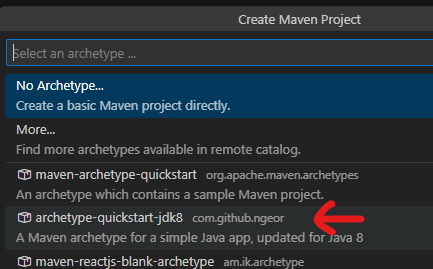 Create Maven Project
Select an archetype ...
No Archetype...
Create a basic Maven project directly.
More...
Find more archetypes available in remote catalog.
maven-archetype-quickstart org.apache.maven.archetypes
An archetype which contains a sample Maven project.
archetype-quickstart-jdk8 com.github.ngeor
A Maven archetype for a simple Java app, updated for Java 8
maven-reactjs-blank-archetype am.ik.archetype